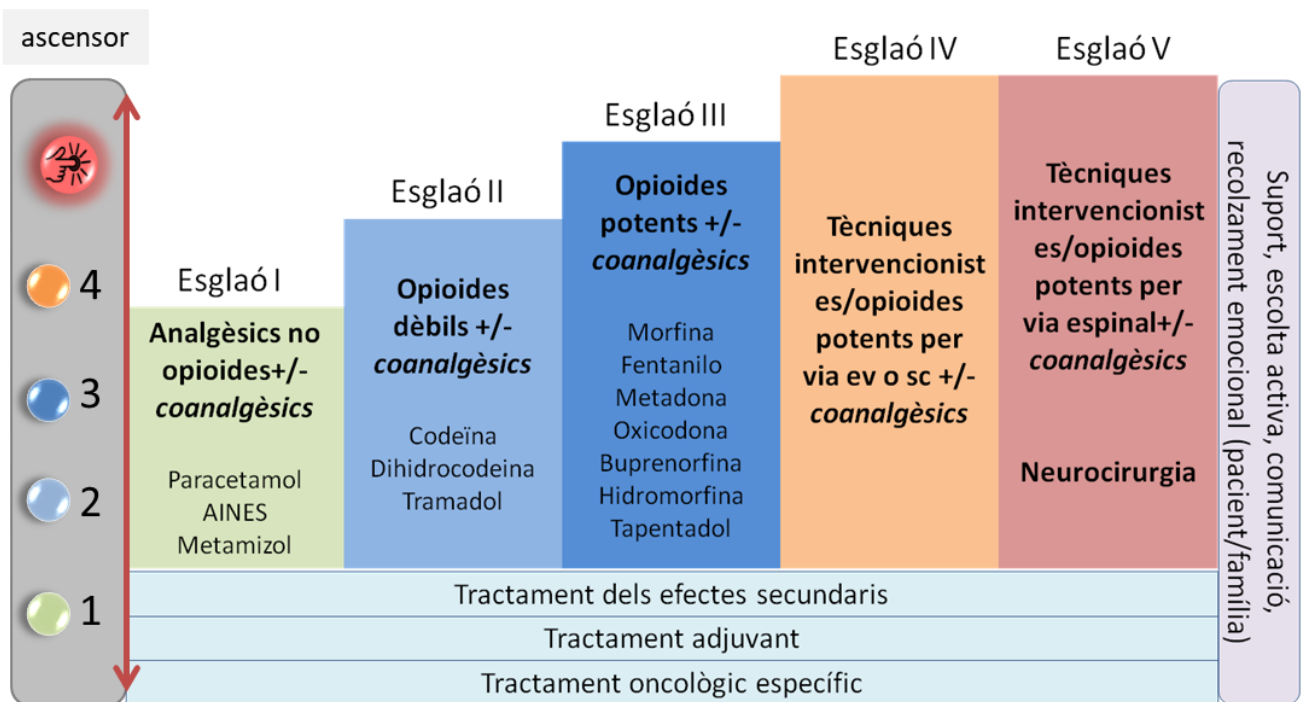 ascensor
4
3
2
1
Esglaó I
Analgèsics no
opioides+/-
coanalgèsics
Paracetamol
AINES
Metamizol
Esglaó II
Opioides
dèbils +/-
coanalgèsics
Codeïna
Dihidrocodeina
Tramadol
Esglaó III
Opioides
potents +/-
coanalgèsics
Morfina
Fentanilo
Metadona
Oxicodona
Buprenorfina
Hidromorfina
Tapentadol
Esglaó IV
Tècniques
intervencionist
es/opioides
potents per
via ev o sc +/-
coanalgèsics
Esglaó V
Tècniques
intervencionist
es/opioides
potents per
via espinal+/-
coanalgèsics
Neurocirurgia
Suport, escolta activa, comunicació,
recolzament emocional (pacient/família)
Tractament dels efectes secundaris
Tractament adjuvant
Tractament oncològic específic